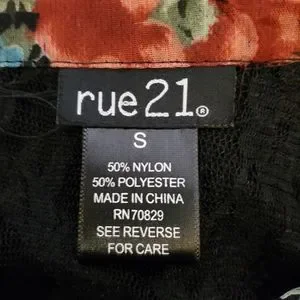 rue21®
S
50% NYLON
50% POLYESTER
MADE IN CHINA
RN70829
SEE REVERSE
FOR CARE